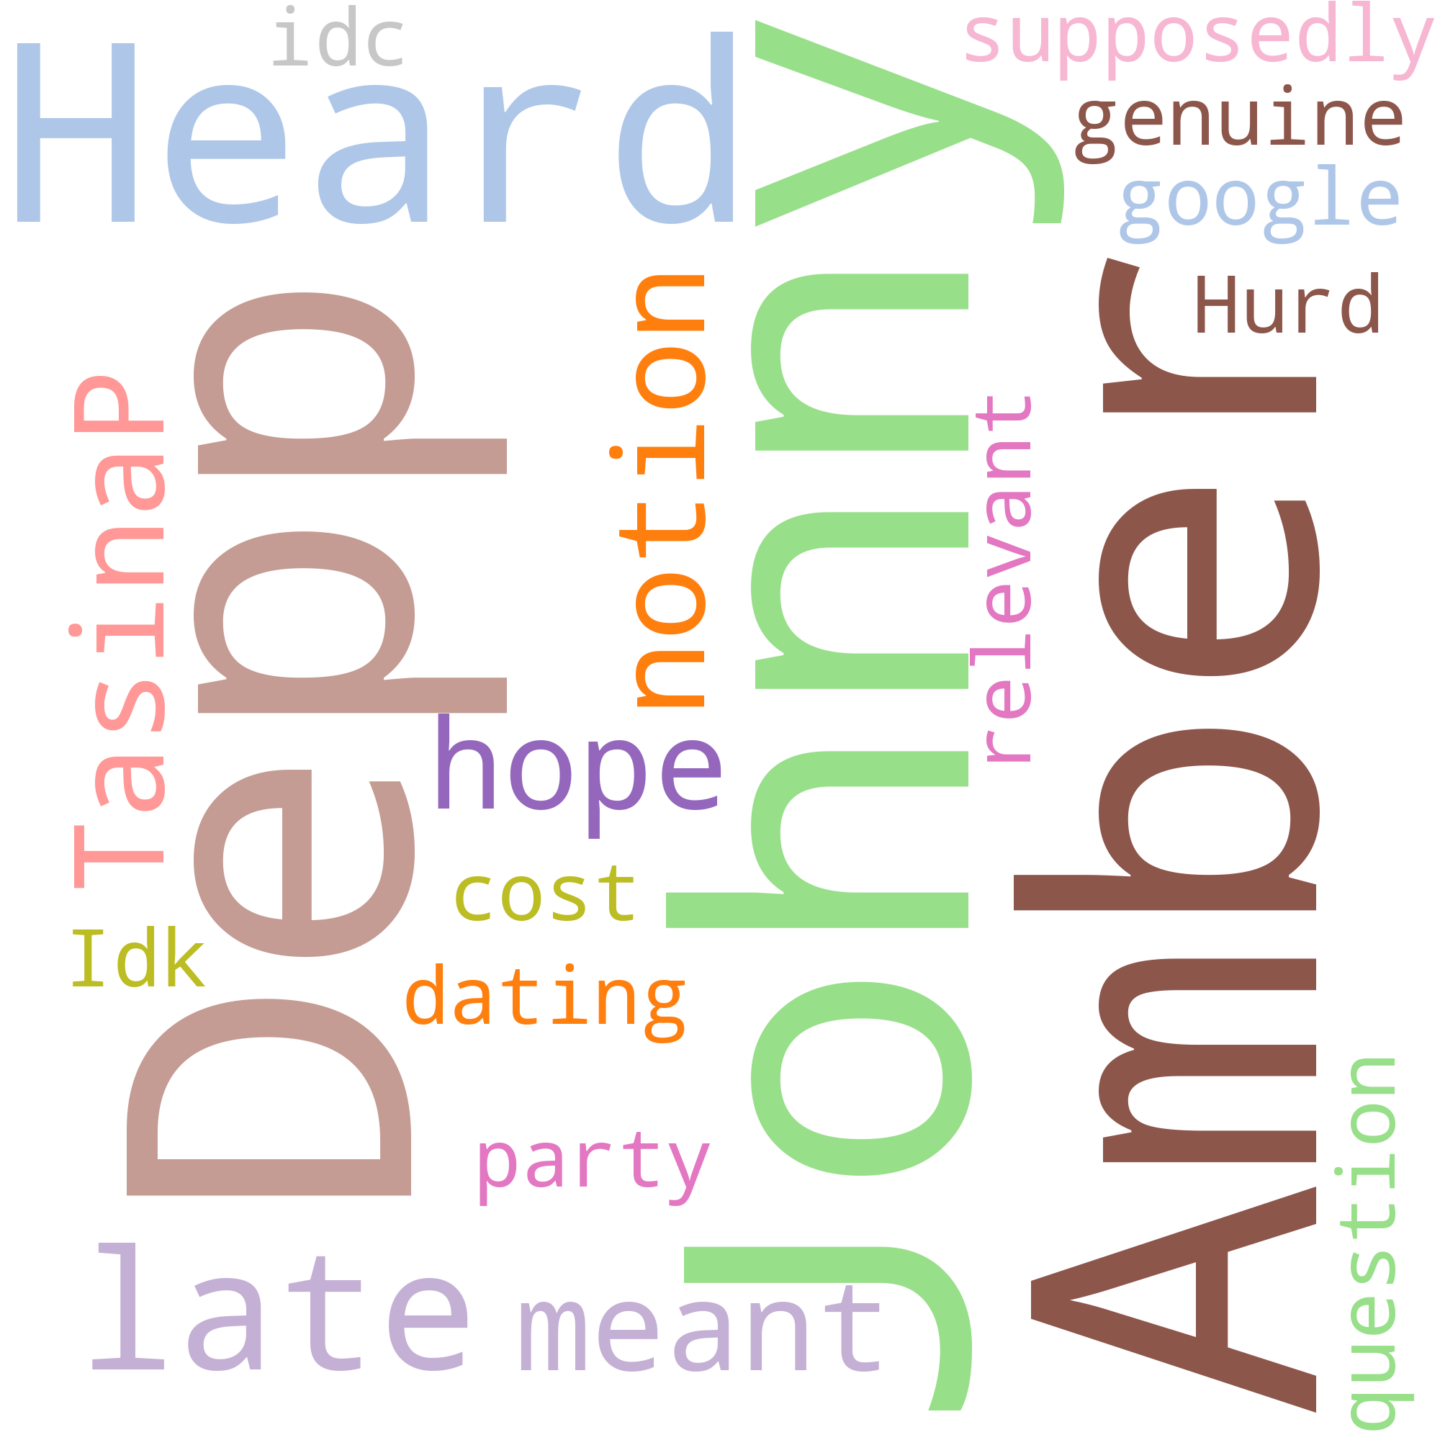 idc
supposedly
Heard
genuine
google
Hurd
TasinaP
Depp
notion
Johnny
relevant
Amber
hope
cost
Idk
dating
party
question
late
meant